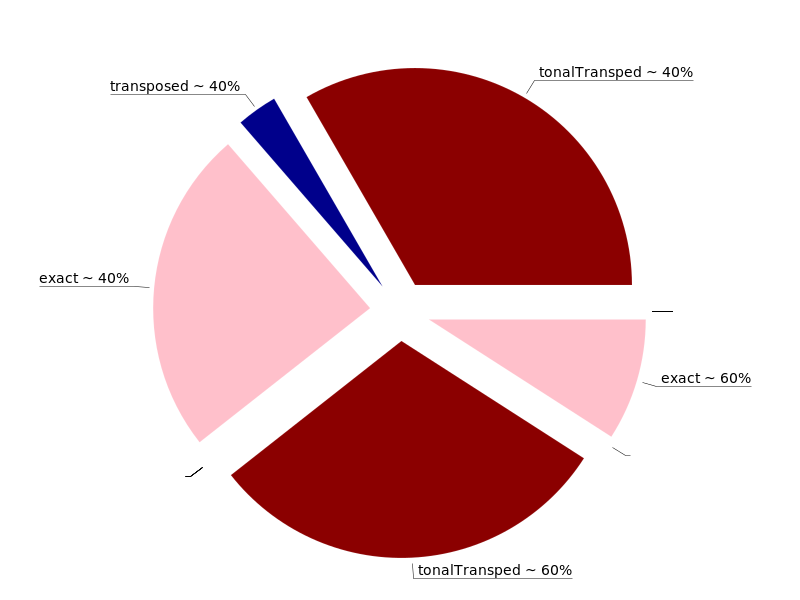 tonalTransped ~ 40%
transposed ~ 40%
exact ~ 40%
exact ~ 60%
tonalTransped ~ 60%